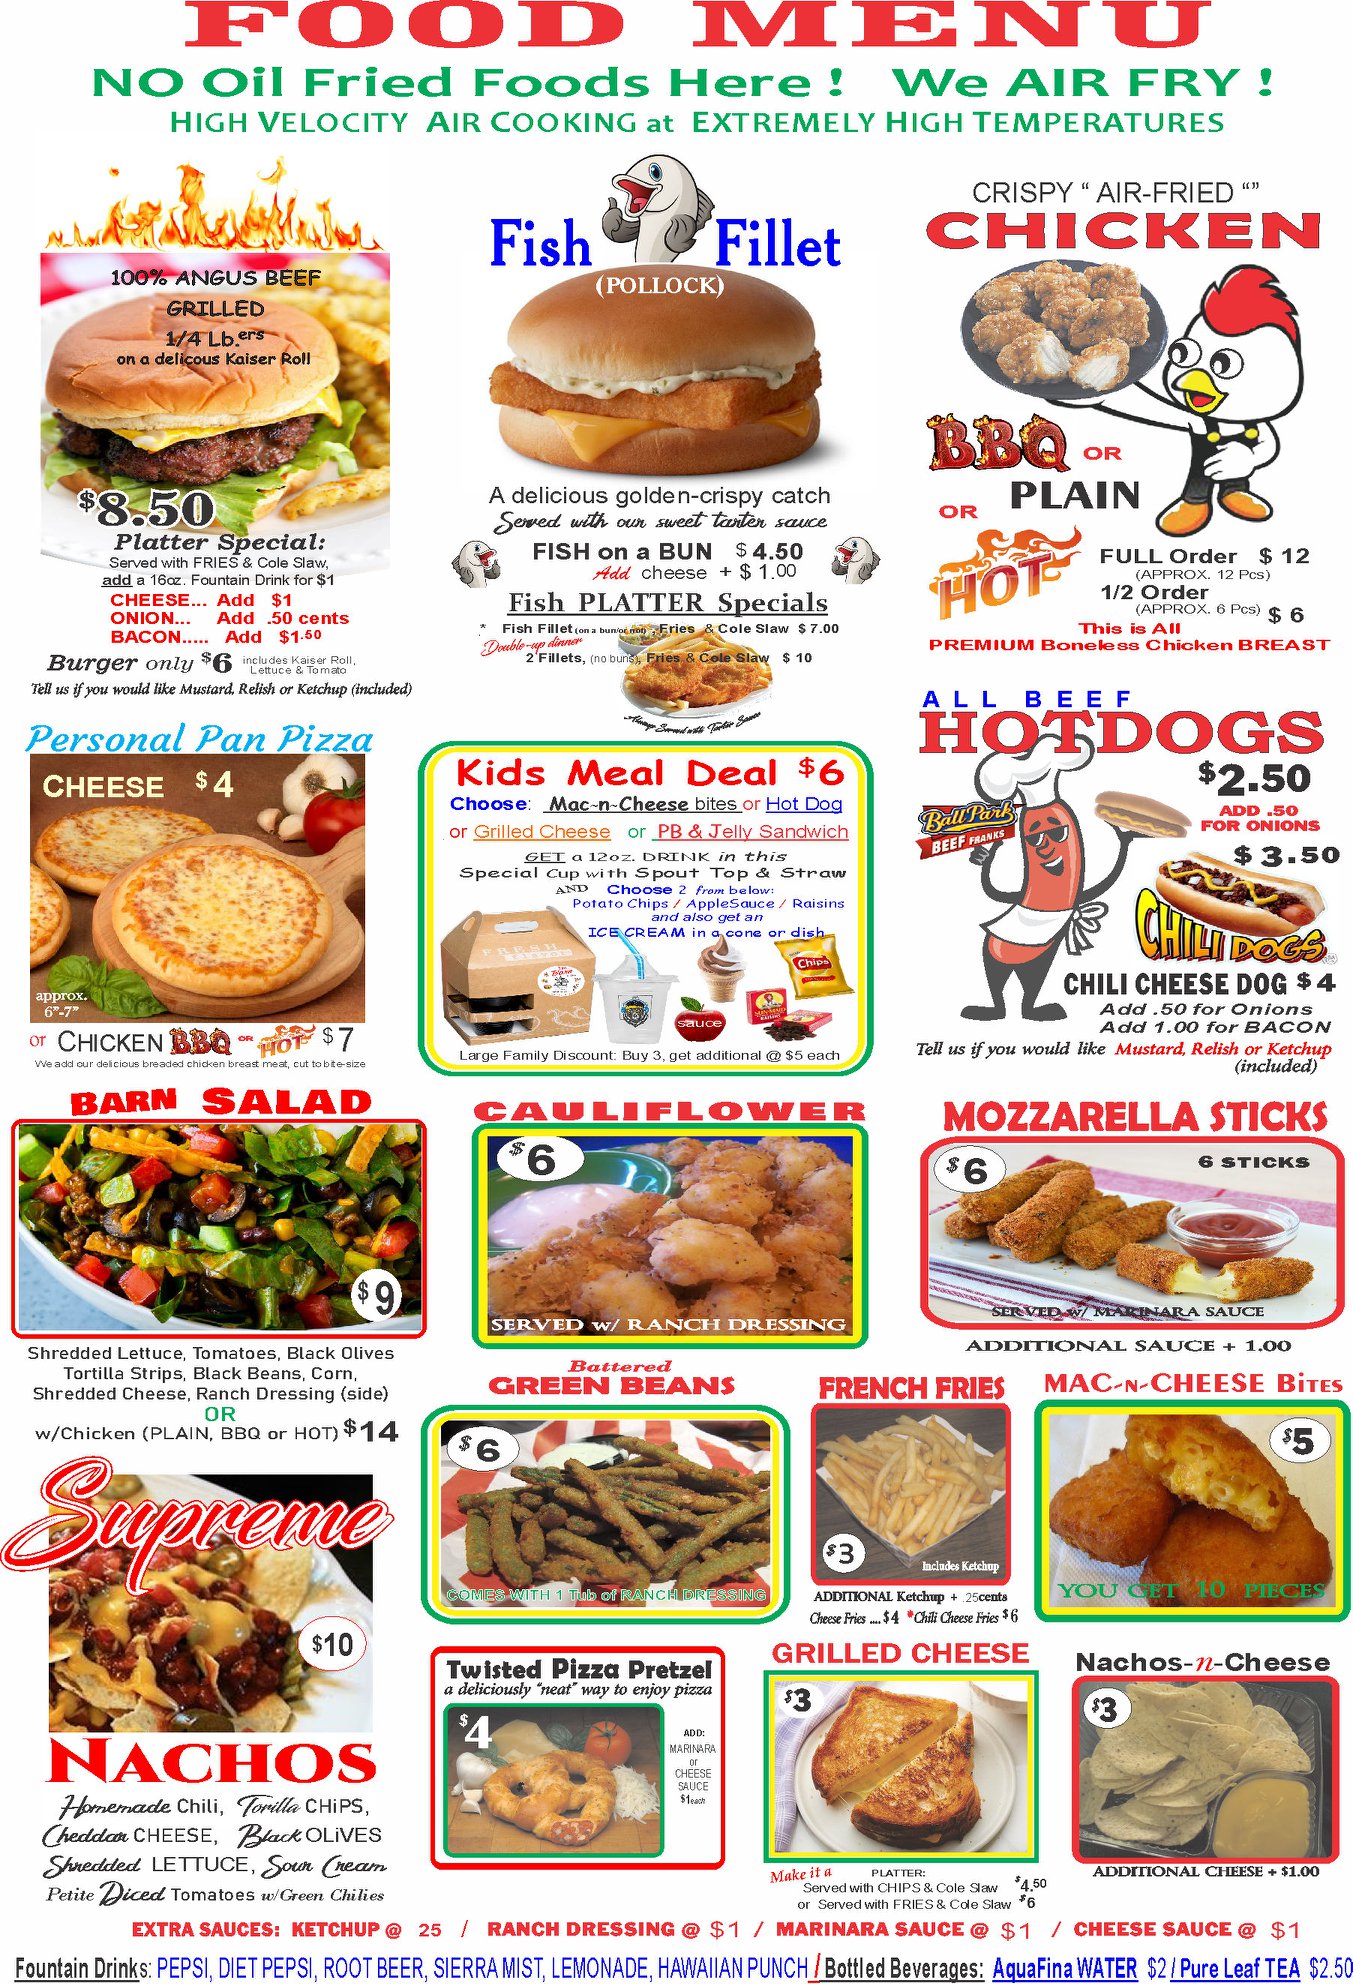 FOOD MENU
NO Oil Fried Foods Here ! We AIR FRY !
HIGH VELOCITY AIR COOKING at EXTREMELY HIGH TEMPERATURES
100% ANGUS BEEF
GRILLED
1/4 Lb.ers
on a delicous Kaiser Roll
$8.50
Platter Special:
Served with FRIES & Cole Slaw,
add a 16oz. Fountain Drink for $1
CHEESE... Add $1
ONION... Add .50 cents
BACON..... Add $1.50
Burger only $6 includes Kaiser Roll,
Lettuce & Tomato
Tell us if you would like Mustard, Relish or Ketchup (included)
Fish Fillet
(POLLOCK)
A delicious golden-crispy catch
Served with our sweet tarter sauce
FISH on a BUN $ 4.50
Add cheese + $ 1.00
Fish PLATTER Specials
* Fish Fillet (on a bun/or not) , Fries & Cole Slaw $ 7.00
Double-up dinner
2 Fillets, (no buns), Fries & Cole Slaw $ 10
Always Served with Tarter Sauce
CRISPY “ AIR-FRIED “”
CHICKEN
BBQ OR
PLAIN
OR
HOT
FULL Order $ 12
(APPROX. 12 Pcs)
1/2 Order
(APPROX. 6 Pcs) $ 6
This is All
PREMIUM Boneless Chicken BREAST
Personal Pan Pizza
CHEESE $4
approx.
6"-7"
or CHICKEN BBQ OR HOT $7
We add our delicious breaded chicken breast meat, cut to bite-size
Kids Meal Deal $6
Choose: Mac-n-Cheese bites or Hot Dog
or Grilled Cheese or PB & Jelly Sandwich
GET a 12oz. DRINK in this
Special Cup with Spout Top & Straw
AND Choose 2 from below:
Potato Chips / AppleSauce / Raisins
and also get an
ICE CREAM in a cone or dish
FRESH
FLAVOR
Barn
Chips
sauce
SUN-MAID
RAISINS
Large Family Discount: Buy 3, get additional @ $5 each
ALL BEEF
HOTDOGS
$2.50
Ball Park
BEEF FRANKS
ADD .50
FOR ONIONS
$3.50
CHILI DOGS
CHILI CHEESE DOG $4
Add .50 for Onions
Add 1.00 for BACON
Tell us if you would like Mustard, Relish or Ketchup
(included)
BARN SALAD
$9
Shredded Lettuce, Tomatoes, Black Olives
Tortilla Strips, Black Beans, Corn,
Shredded Cheese, Ranch Dressing (side)
OR
w/Chicken (PLAIN, BBQ or HOT) $14
CAULIFLOWER
$6
SERVED w/ RANCH DRESSING
MOZZARELLA STICKS
$6 6 STICKS
SERVED w/ MARINARA SAUCE
ADDITIONAL SAUCE + 1.00
Battered
GREEN BEANS
$6
COMES WITH 1 Tub of RANCH DRESSING
FRENCH FRIES
$3
Includes Ketchup
ADDITIONAL Ketchup + .25cents
Cheese Fries .... $4 *Chili Cheese Fries $6
MAC-N-CHEESE BiTES
$5
YOU GET 10 PIECES
Supreme
$10
NACHOS
Homemade Chili, Torilla CHiPS,
Cheddar CHEESE, Black OLiVES
Shredded LETTUCE, Sour Cream
Petite Diced Tomatoes w/Green Chilies
Twisted Pizza Pretzel
a deliciously "neat" way to enjoy pizza
$4
ADD:
MARINARA
or
CHEESE
SAUCE
$1each
GRILLED CHEESE
$3
Make it a PLATTER:
Served with CHIPS & Cole Slaw $4.50
or Served with FRIES & Cole Slaw $6
Nachos-n-Cheese
$3
ADDITIONAL CHEESE + $1.00
EXTRA SAUCES: KETCHUP @ 25 / RANCH DRESSING @ $1 / MARINARA SAUCE @ $1 / CHEESE SAUCE @ $1
Fountain Drinks: PEPSI, DIET PEPSI, ROOT BEER, SIERRA MIST, LEMONADE, HAWAIIAN PUNCH / Bottled Beverages: AquaFina WATER $2 / Pure Leaf TEA $2.50